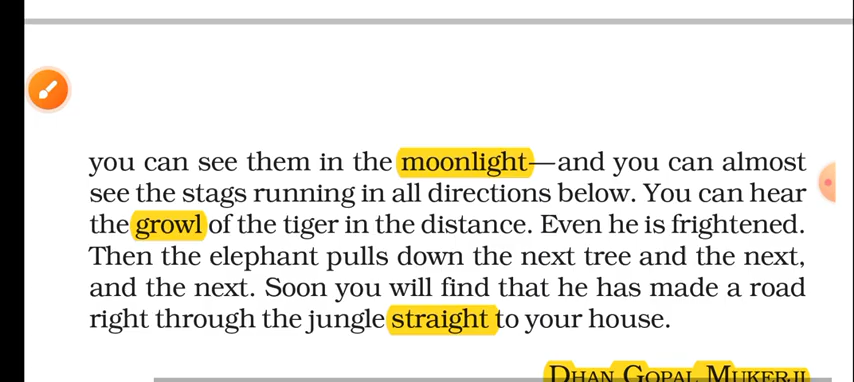 you can see them in the moonlight—and you can almost
see the stags running in all directions below. You can hear
the growl of the tiger in the distance. Even he is frightened.
Then the elephant pulls down the next tree and the next,
and the next. Soon you will find that he has made a road
right through the jungle straight to your house.
DHAN GOPAL MUKERJI